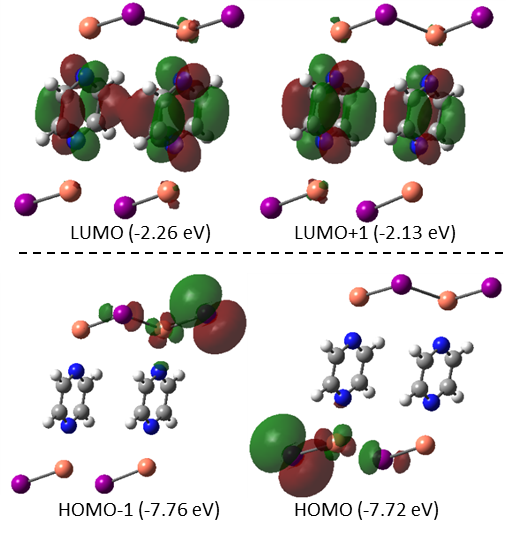 LUMO (-2.26 eV)
LUMO+1 (-2.13 eV)
HOMO-1 (-7.76 eV)
HOMO (-7.72 eV)